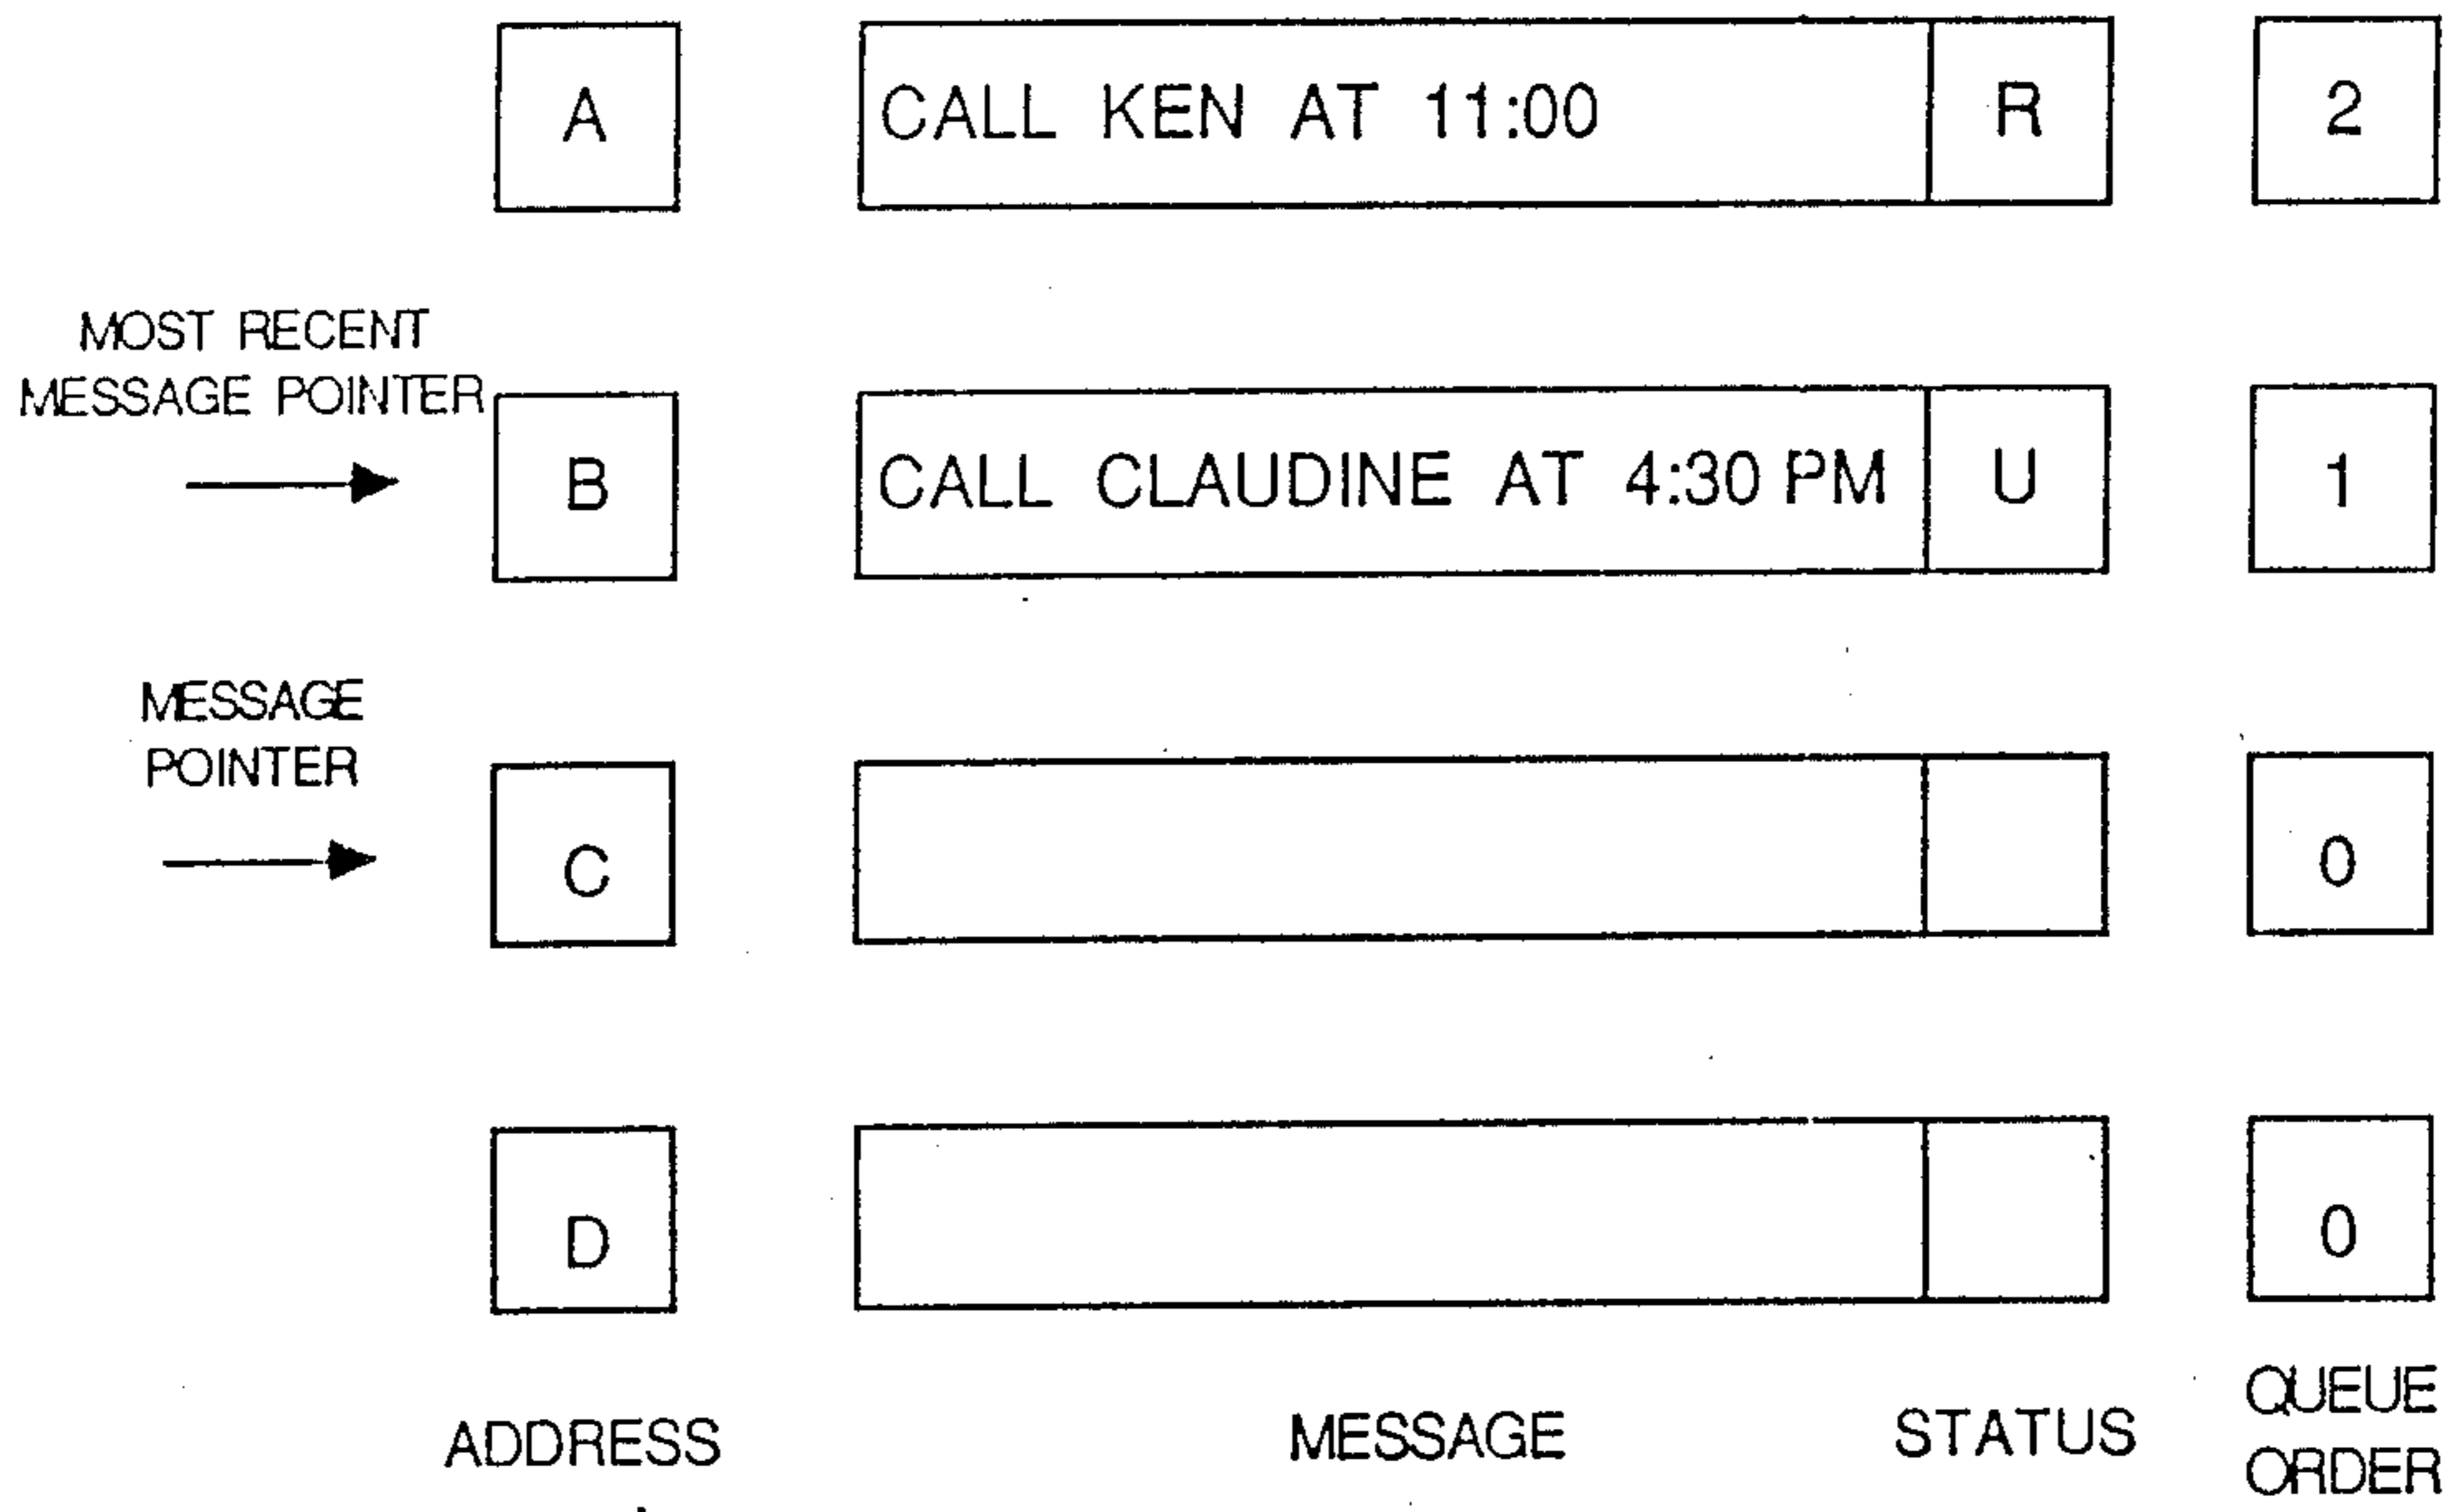 A CALL KEN AT 11:00 R 2
MOST RECENT
MESSAGE POINTER
B CALL CLAUDINE AT 4:30 PM U 1
MESSAGE
POINTER
C 0
D 0
ADDRESS MESSAGE STATUS QUEUE
ORDER